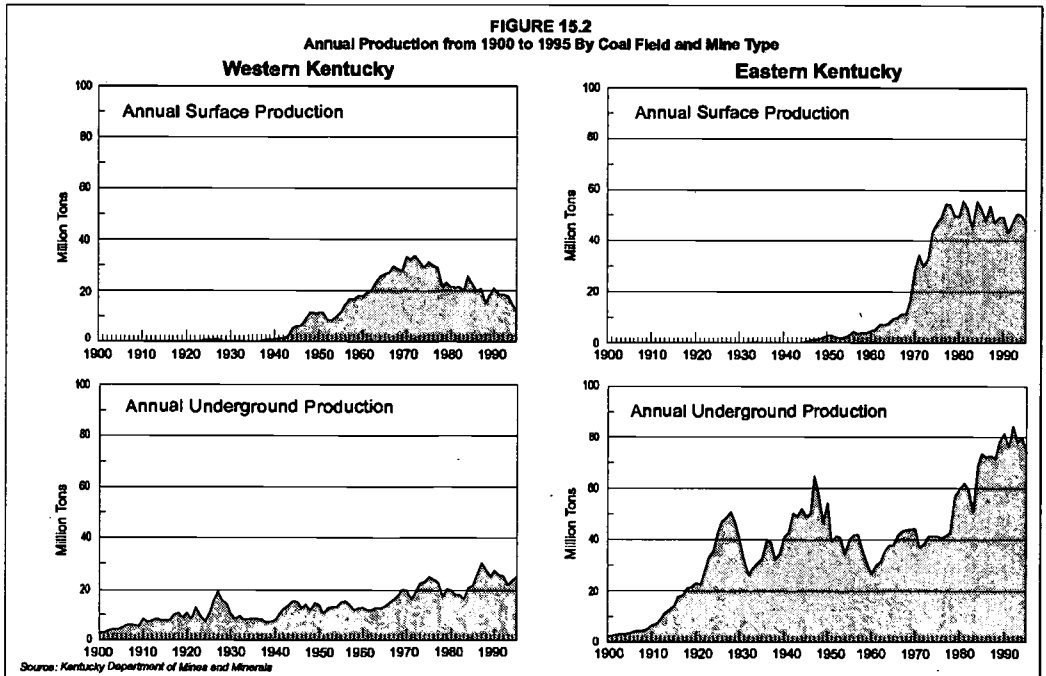 FIGURE 15.2
Annual Production from 1900 to 1995 By Coal Field and Mine Type
Western Kentucky
Annual Surface Production
Million Tons
100
80
60
40
20
0
1900 1910 1920 1930 1940 1950 1960 1970 1980 1990
Eastern Kentucky
Annual Surface Production
Million Tons
100
80
60
40
20
0
1900 1910 1920 1930 1940 1950 1960 1970 1980 1990
Annual Underground Production
Million Tons
100
80
60
40
20
0
1900 1910 1920 1930 1940 1950 1960 1970 1980 1990
Annual Underground Production
Million Tons
100
80
60
40
20
0
1900 1910 1920 1930 1940 1950 1960 1970 1980 1990
Source: Kentucky Department of Mines and Minerals